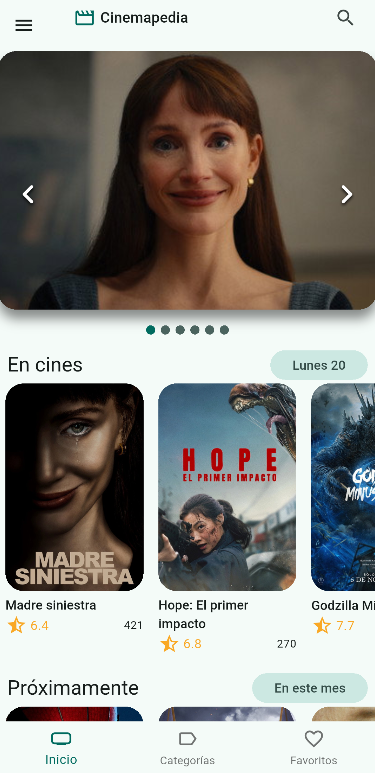 Cinemapedia
En cines
Lunes 20
MADRE
SINIESTRA
HOPE
EL PRIMER IMPACTO
Madre siniestra
6.4
421
Hope: El primer
impacto
6.8
270
Godzilla Mi
7.7
Próximamente
En este mes
Inicio
Categorías
Favoritos